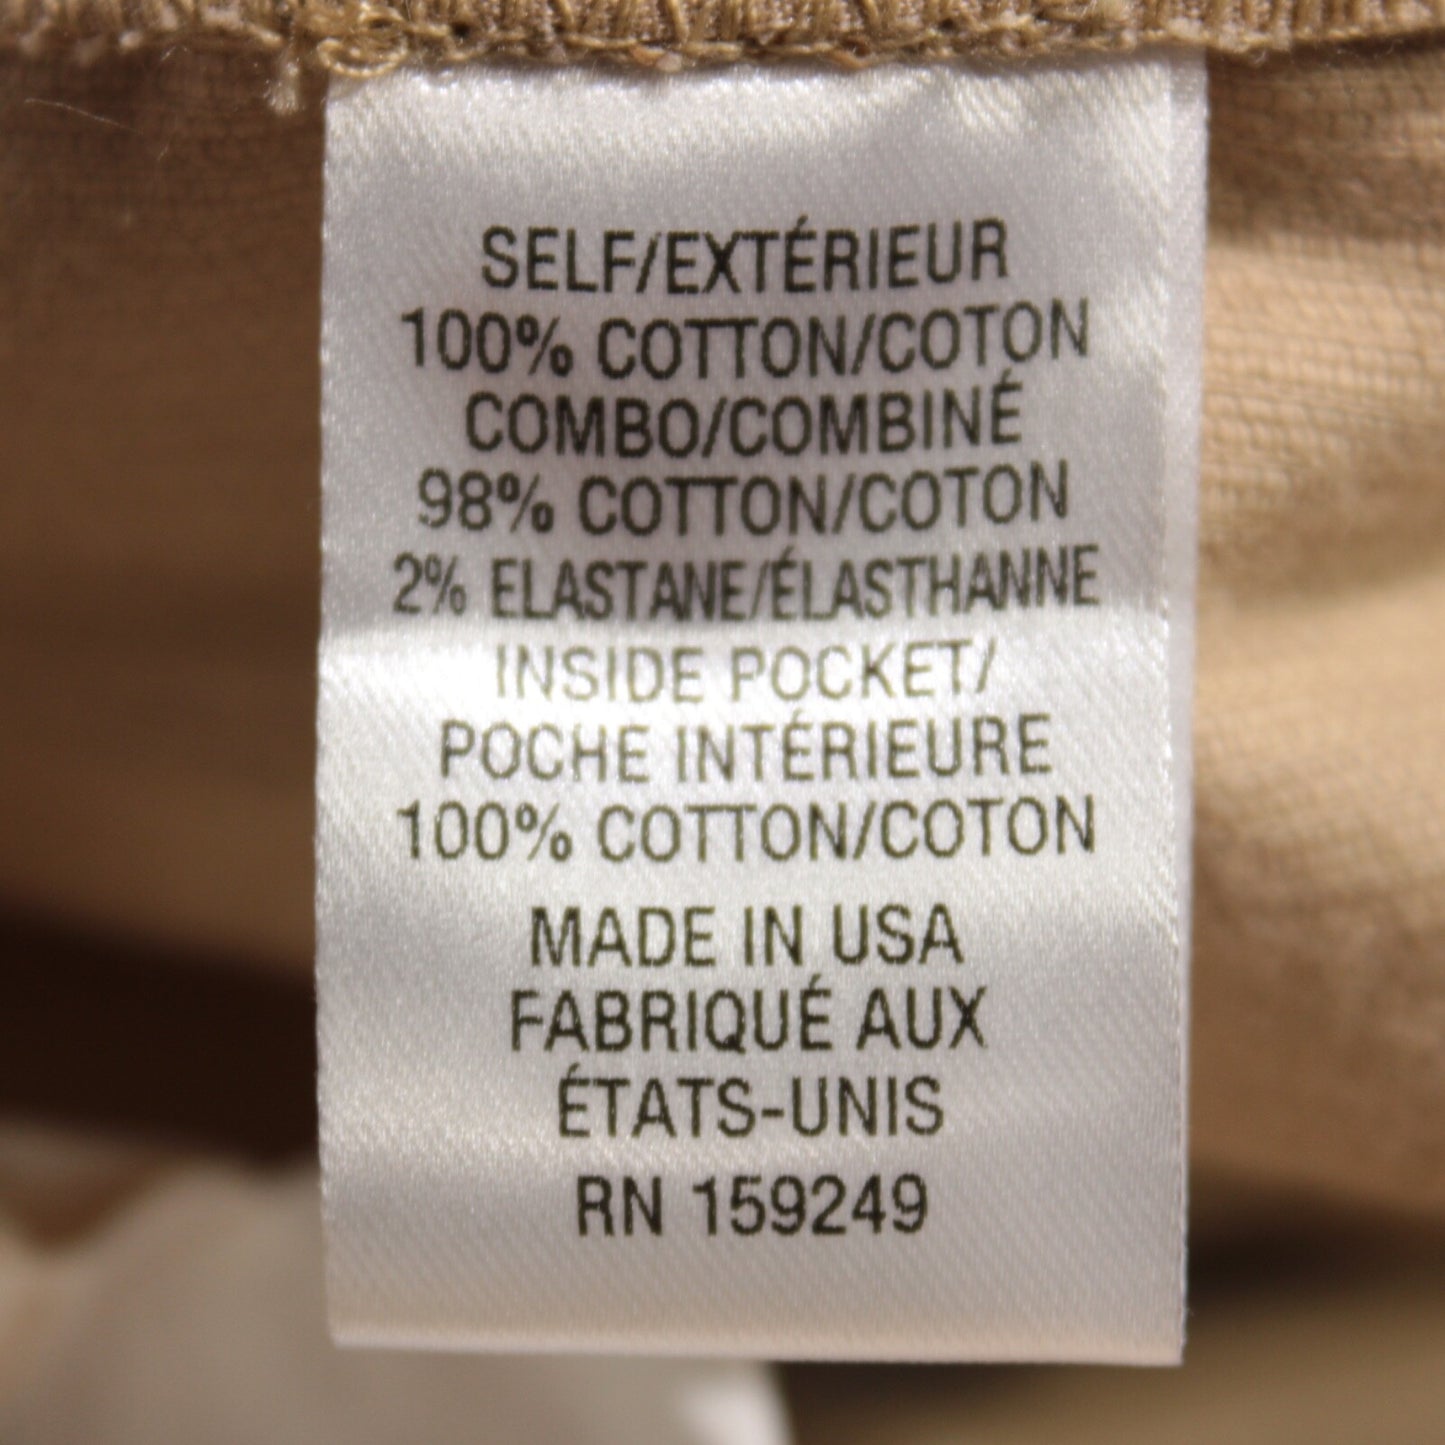 SELF/EXTÉRIEUR
100% COTTON/COTON
COMBO/COMBINÉ
98% COTTON/COTON
2% ELASTANE/ÉLASTHANNE
INSIDE POCKET/
POCHE INTÉRIEURE
100% COTTON/COTON
MADE IN USA
FABRIQUÉ AUX
ÉTATS-UNIS
RN 159249